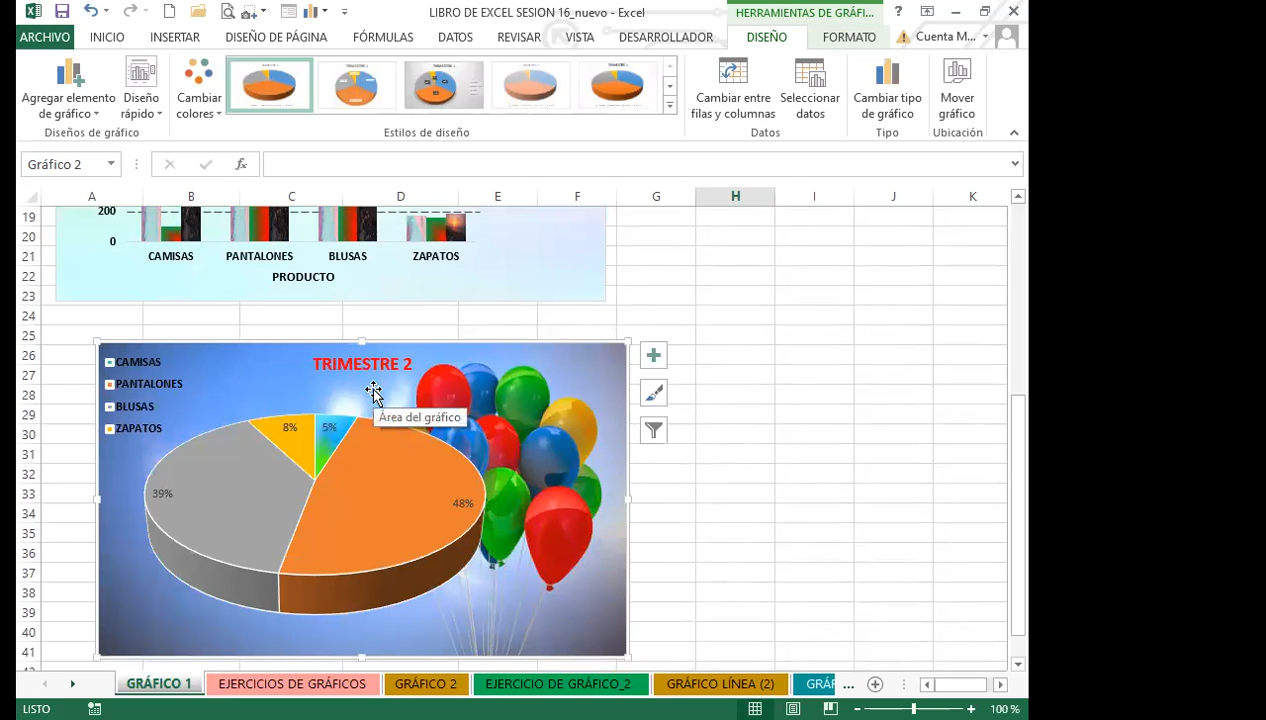 LIBRO DE EXCEL SESION 16_nuevo - Excel
HERRAMIENTAS DE GRÁFI...
ARCHIVO INICIO INSERTAR DISEÑO DE PÁGINA FÓRMULAS DATOS REVISAR VISTA DESARROLLADOR DISEÑO FORMATO Cuenta M...
Agregar elemento de gráfico
Diseño rápido
Cambiar colores
Cambiar entre filas y columnas
Seleccionar datos
Cambiar tipo de gráfico
Mover gráfico
Diseños de gráfico Estilos de diseño Datos Tipo Ubicación
Gráfico 2 fx
A B C D E F G H I J K
19
20
21
22
23
24
25
26
27
28
29
30
31
32
33
34
35
36
37
38
39
40
41
200
0
CAMISAS PANTALONES BLUSAS ZAPATOS
PRODUCTO
TRIMESTRE 2
CAMISAS
PANTALONES
BLUSAS
ZAPATOS
Área del gráfico
8% 5%
39% 48%
GRÁFICO 1 EJERCICIOS DE GRÁFICOS GRÁFICO 2 EJERCICIO DE GRÁFICO_2 GRÁFICO LÍNEA (2) GRÁF ...
LISTO 100 %